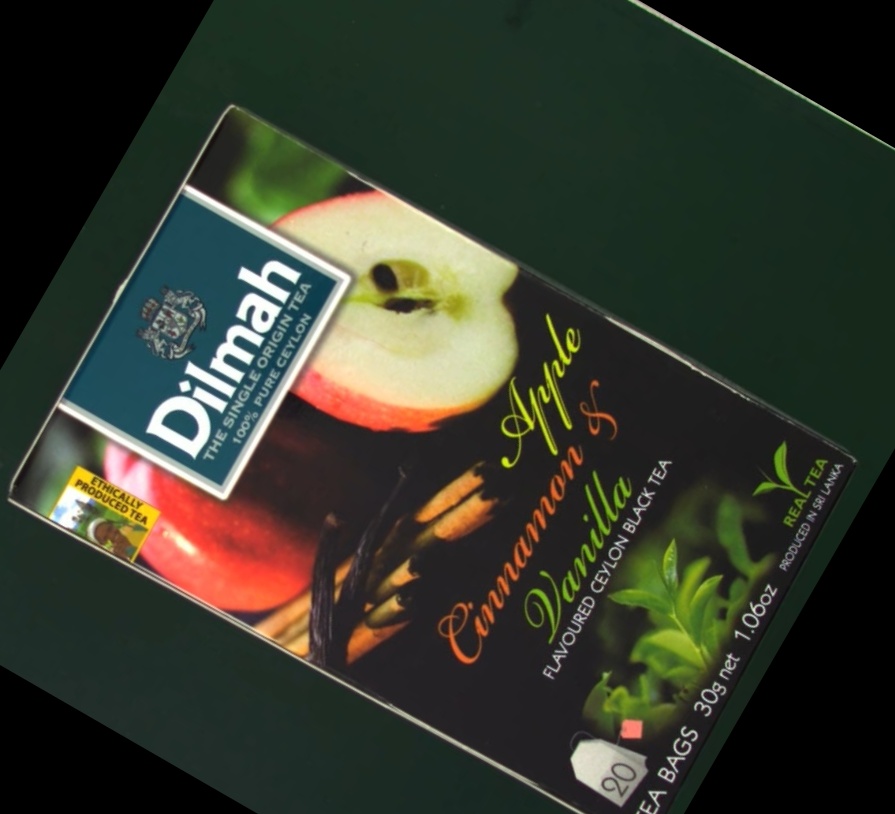 Dilmah
THE SINGLE ORIGIN TEA
100% PURE CEYLON
ETHICALLY
PRODUCED TEA
Apple
Cinnamon &
Vanilla
FLAVOURED CEYLON BLACK TEA
REAL TEA
PRODUCED IN SRI LANKA
20
TEA BAGS 30g net 1.06oz